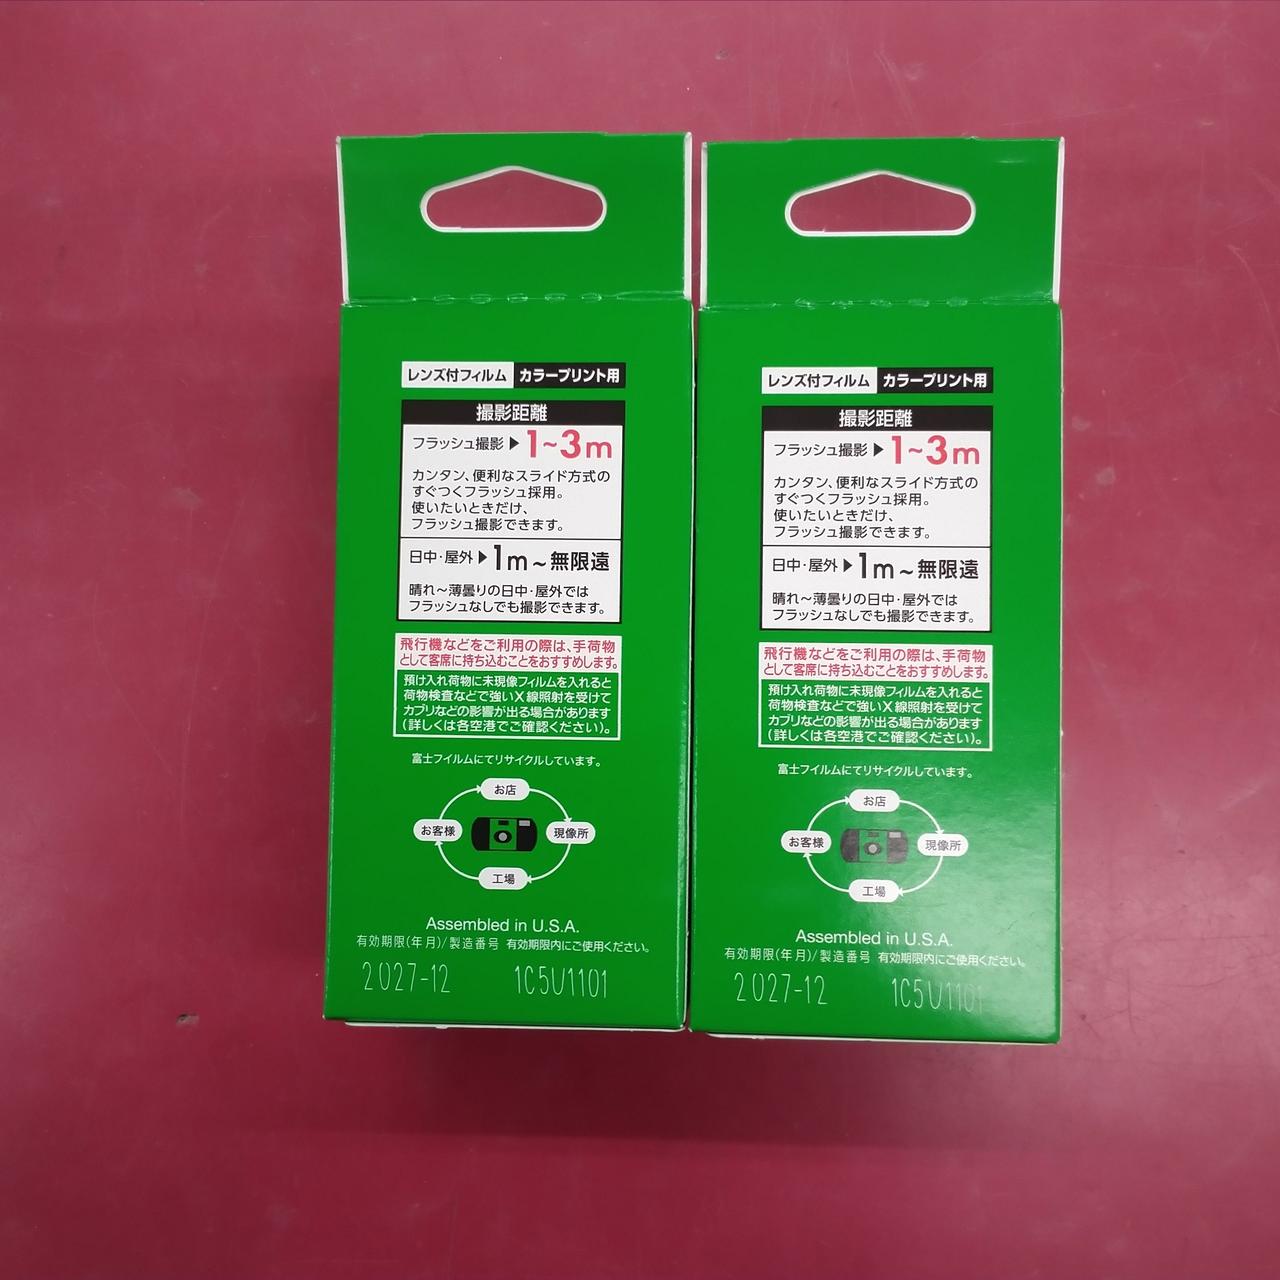 レンズ付フィルム カラープリント用
撮影距離
フラッシュ撮影▶1~3m
カンタン、便利なスライド方式の
すぐつくフラッシュ採用。
使いたいときだけ、
フラッシュ撮影できます。
日中・屋外▶1m~無限遠
晴れ~薄曇りの日中・屋外では
フラッシュなしでも撮影できます。
飛行機などをご利用の際は、手荷物
として客席に持ち込むことをおすすめします。
預け入れ荷物に未現像フィルムを入れると
荷物検査などで強いX線照射を受けて
カブリなどの影響が出る場合があります
(詳しくは各空港でご確認ください)。
富士フイルムにてリサイクルしています。
お店
お客様 現像所
工場
Assembled in U.S.A.
有効期限(年月)/製造番号 有効期限内にご使用ください。
2027-12 1C5U1101
レンズ付フィルム カラープリント用
撮影距離
フラッシュ撮影▶1~3m
カンタン、便利なスライド方式の
すぐつくフラッシュ採用。
使いたいときだけ、
フラッシュ撮影できます。
日中・屋外▶1m~無限遠
晴れ~薄曇りの日中・屋外では
フラッシュなしでも撮影できます。
飛行機などをご利用の際は、手荷物
として客席に持ち込むことをおすすめします。
預け入れ荷物に未現像フィルムを入れると
荷物検査などで強いX線照射を受けて
カブリなどの影響が出る場合があります
(詳しくは各空港でご確認ください)。
富士フイルムにてリサイクルしています。
お店
お客様 現像所
工場
Assembled in U.S.A.
有効期限(年月)/製造番号 有効期限内にご使用ください。
2027-12 1C5U1101